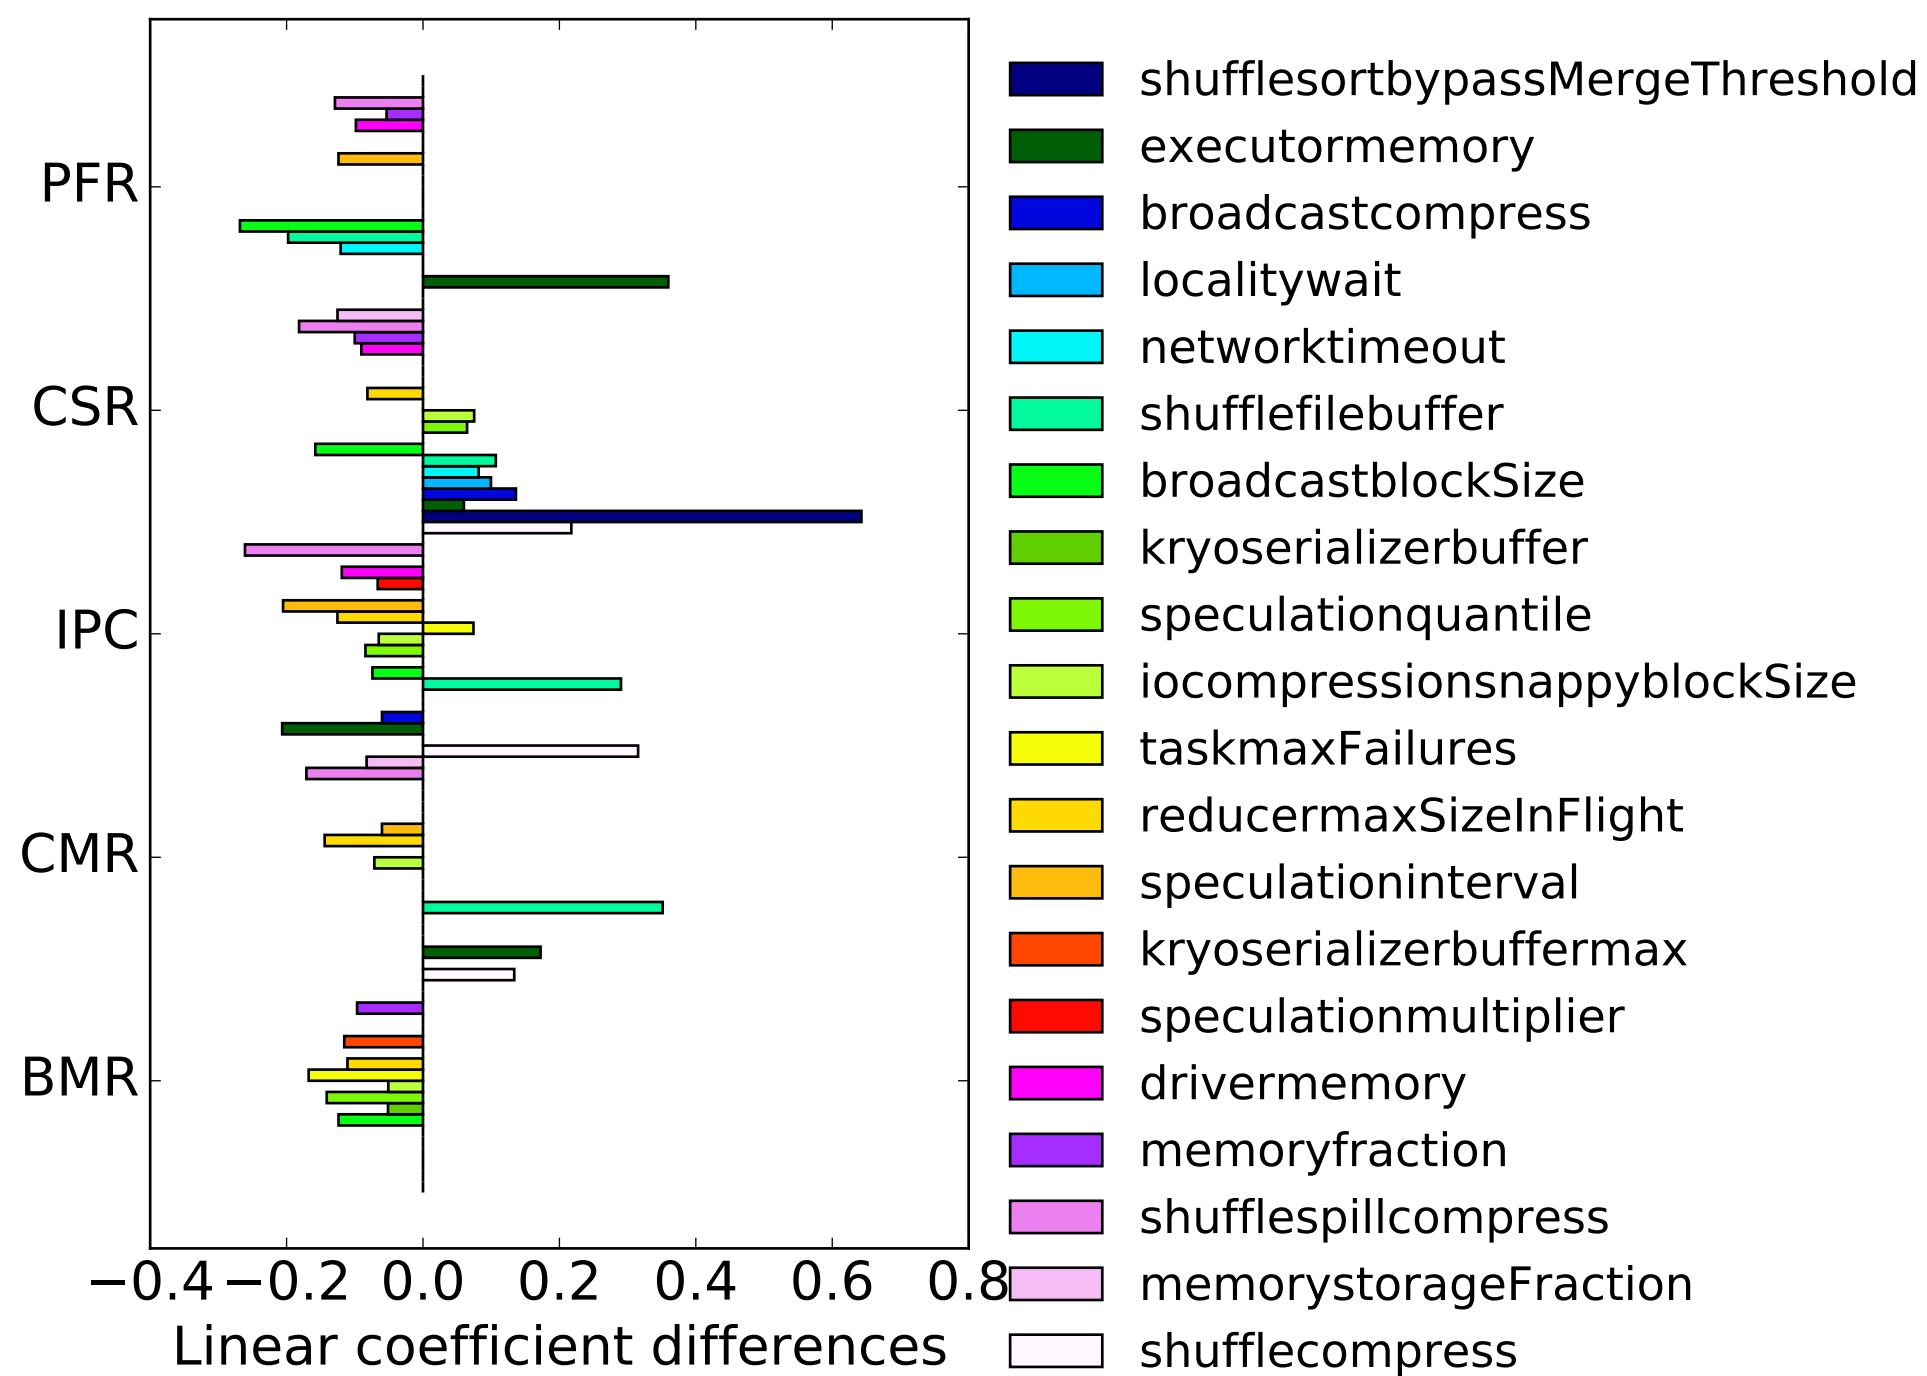 PFR
CSR
IPC
CMR
BMR
−0.4 −0.2 0.0 0.2 0.4 0.6 0.8
Linear coefficient differences
shufflesortbypassMergeThreshold
executormemory
broadcastcompress
localitywait
networktimeout
shufflefilebuffer
broadcastblockSize
kryoserializerbuffer
speculationquantile
iocompressionsnappyblockSize
taskmaxFailures
reducermaxSizeInFlight
speculationinterval
kryoserializerbuffermax
speculationmultiplier
drivermemory
memoryfraction
shufflespillcompress
memorystorageFraction
shufflecompress